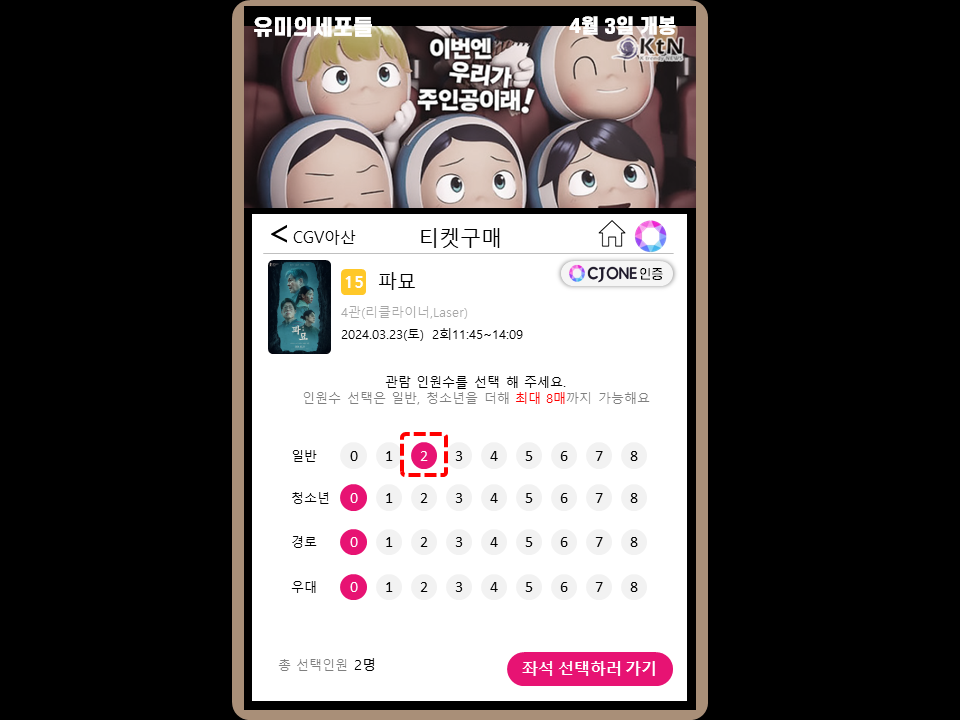 유미의세포들 4월 3일 개봉
이번엔
우리가
주인공이래!
KtN
K trendy NEWS
< CGV아산 티켓구매
CJ ONE 인증
15 파묘
4관(리클라이너,Laser)
2024.03.23(토) 2회11:45~14:09
파묘
관람 인원수를 선택 해 주세요.
인원수 선택은 일반, 청소년을 더해 최대 8매까지 가능해요
일반 0 1 2 3 4 5 6 7 8
청소년 0 1 2 3 4 5 6 7 8
경로 0 1 2 3 4 5 6 7 8
우대 0 1 2 3 4 5 6 7 8
총 선택인원 2명
좌석 선택하러 가기